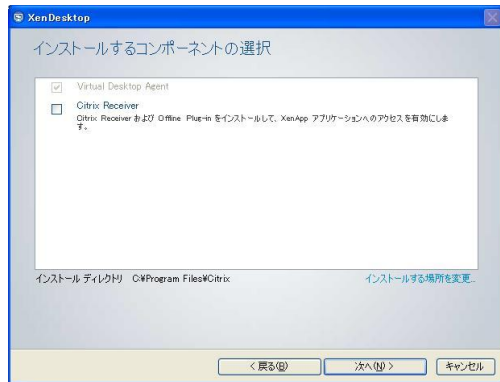 XenDesktop
インストールするコンポーネントの選択
Virtual Desktop Agent
Citrix Receiver
Citrix Receiver および Offline Plug-in をインストールして、XenApp アプリケーションへのアクセスを有効にしま
す。
インストール ディレクトリ C:¥Program Files¥Citrix
インストールする場所を変更...
< 戻る(B)
次へ(N) >
キャンセル